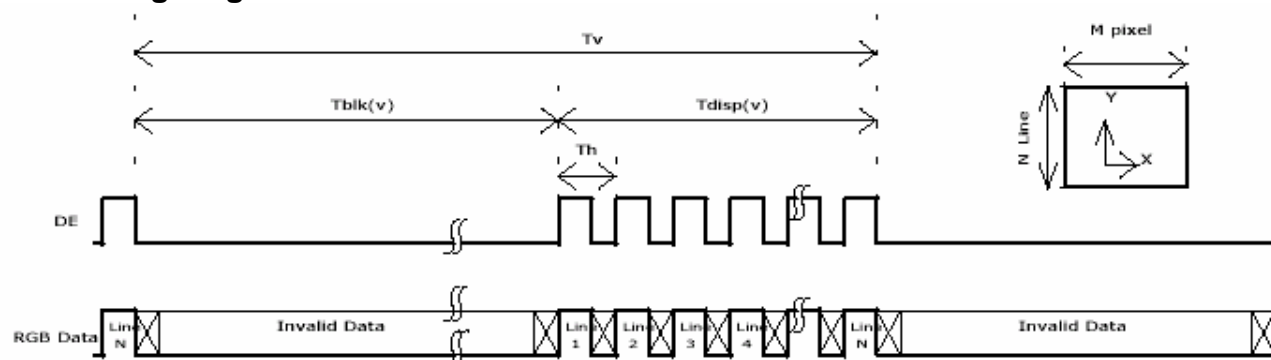 Tv
M pixel
Tblk(v)
Tdisp(v)
Th
N Line
Y
X
DE
RGB Data
Line N
Invalid Data
Line 1
Line 2
Line 3
Line 4
Line N
Invalid Data